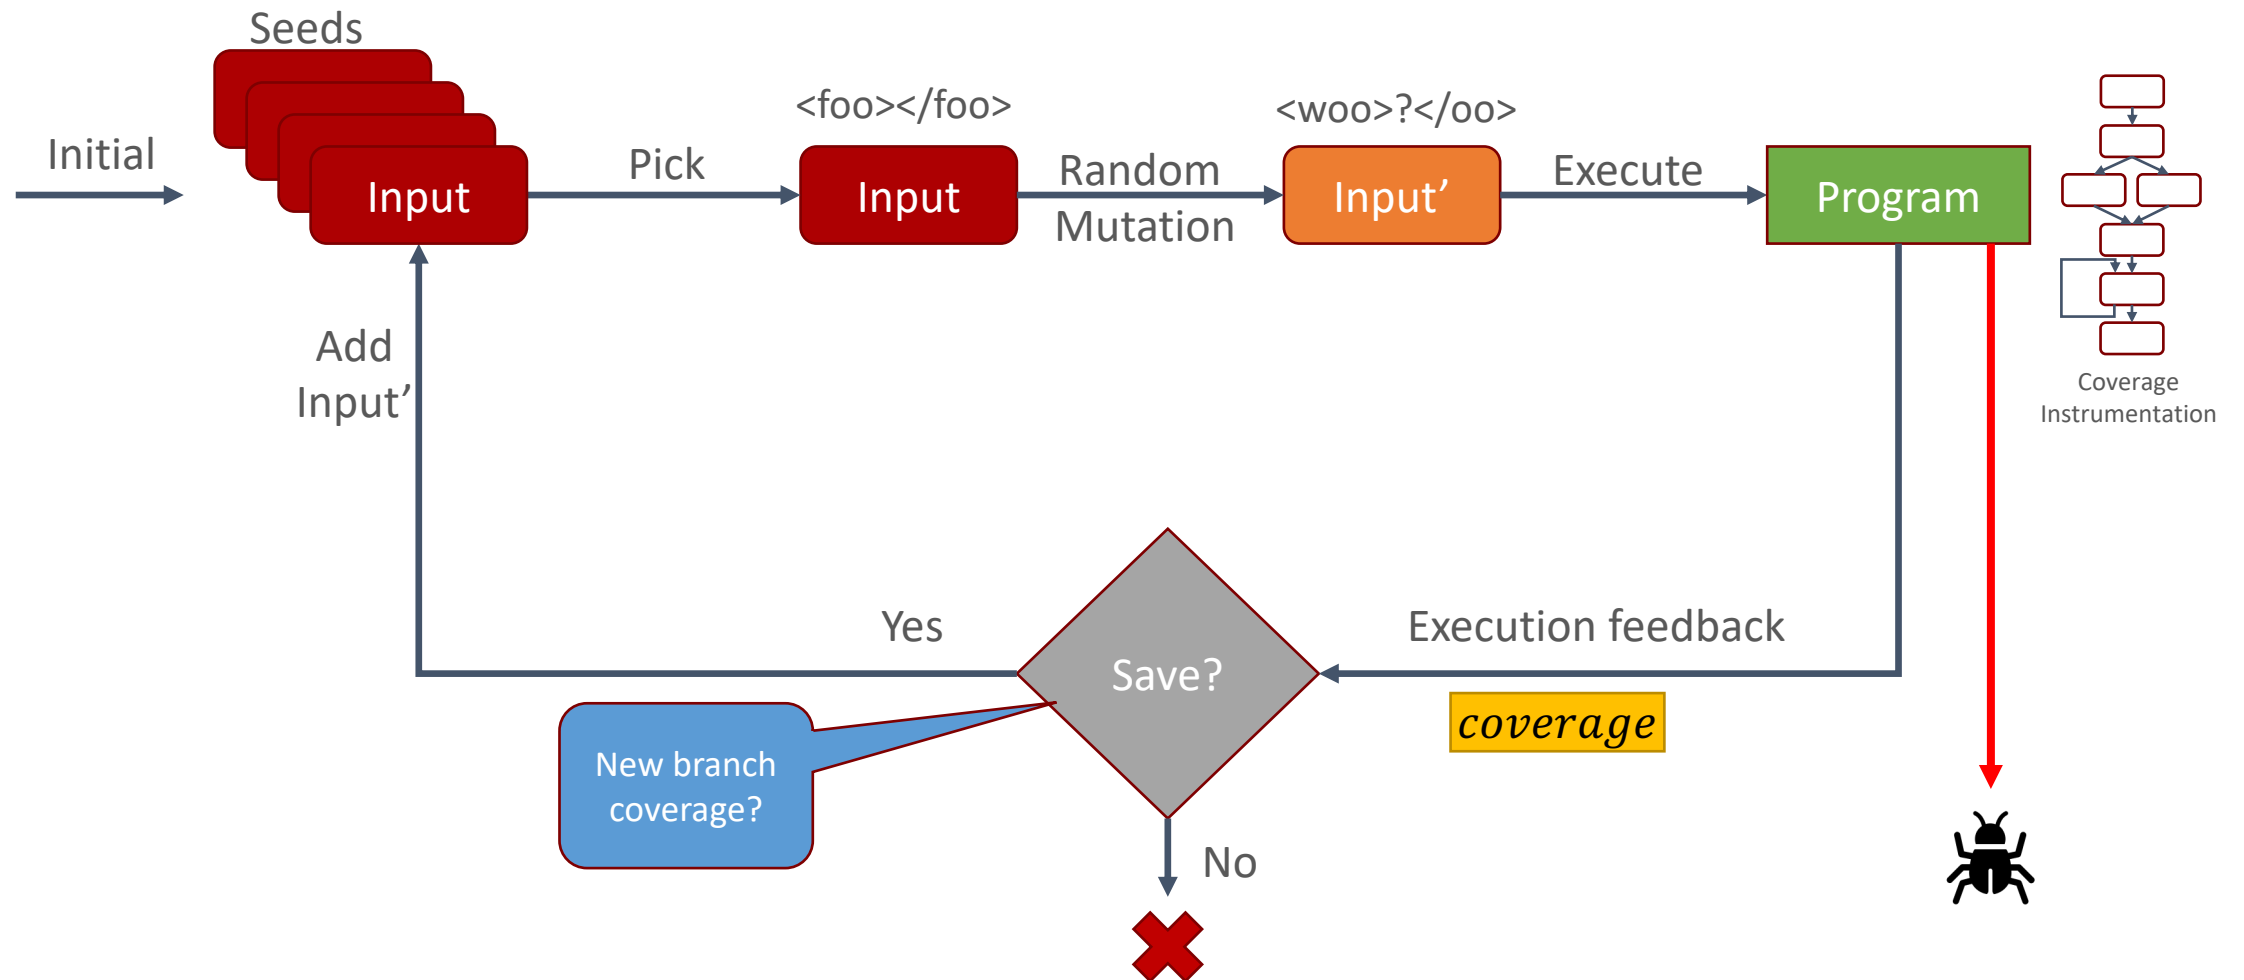 Seeds
Initial
Input
Pick
<foo></foo>
Input
Random
Mutation
<woo>?</oo>
Input’
Execute
Program
Coverage
Instrumentation
Add
Input’
Yes
Save?
Execution feedback
coverage
New branch
coverage?
No